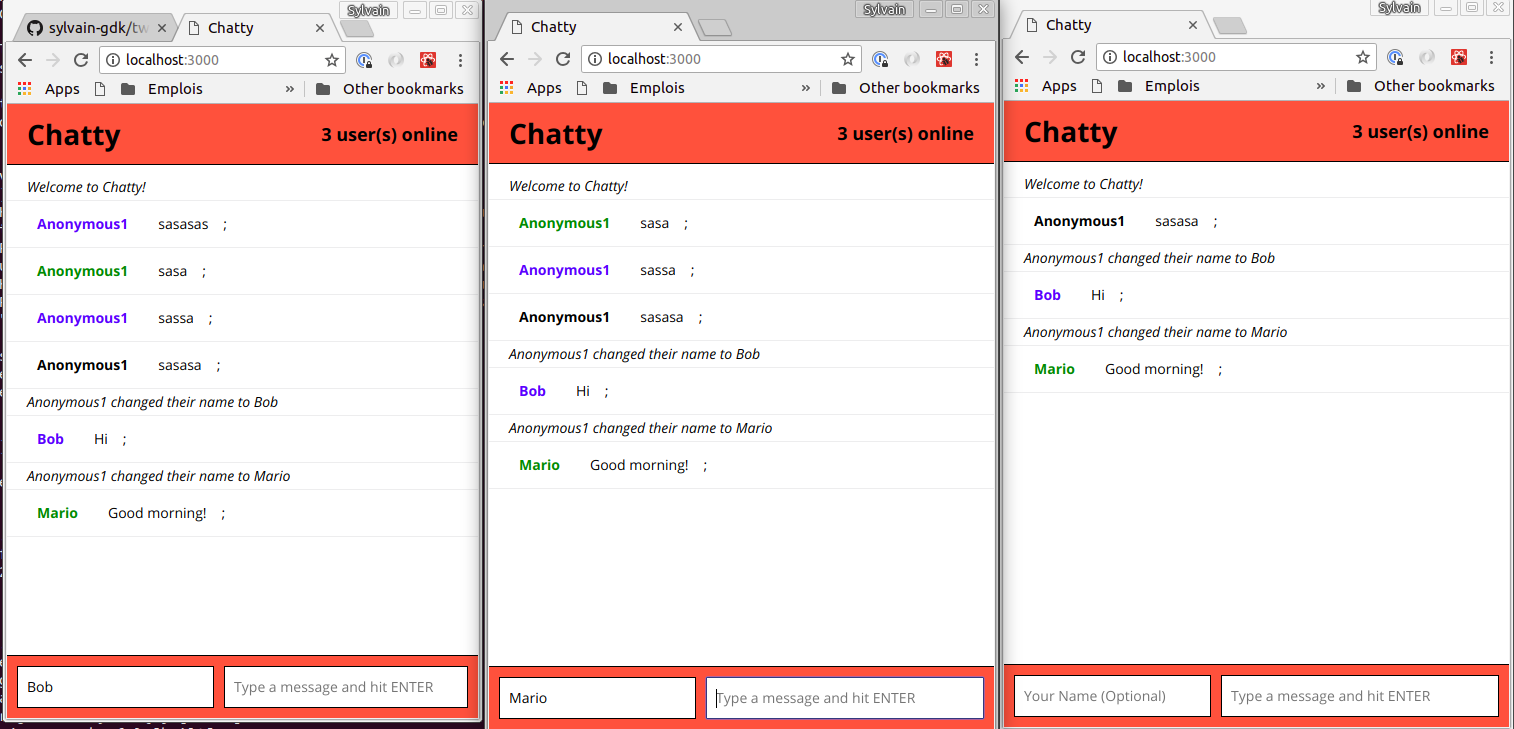 Sylvain
sylvain-gdk/tw
Chatty
localhost:3000
Apps
Emplois
»
Other bookmarks
Chatty
3 user(s) online
Welcome to Chatty!
Anonymous1 sasasas ;
Anonymous1 sasa ;
Anonymous1 sassa ;
Anonymous1 sasasa ;
Anonymous1 changed their name to Bob
Bob Hi ;
Anonymous1 changed their name to Mario
Mario Good morning! ;
Bob
Type a message and hit ENTER
Sylvain
Chatty
localhost:3000
Apps
Emplois
»
Other bookmarks
Chatty
3 user(s) online
Welcome to Chatty!
Anonymous1 sasa ;
Anonymous1 sassa ;
Anonymous1 sasasa ;
Anonymous1 changed their name to Bob
Bob Hi ;
Anonymous1 changed their name to Mario
Mario Good morning! ;
Mario
Type a message and hit ENTER
Sylvain
Chatty
localhost:3000
Apps
Emplois
»
Other bookmarks
Chatty
3 user(s) online
Welcome to Chatty!
Anonymous1 sasasa ;
Anonymous1 changed their name to Bob
Bob Hi ;
Anonymous1 changed their name to Mario
Mario Good morning! ;
Your Name (Optional)
Type a message and hit ENTER